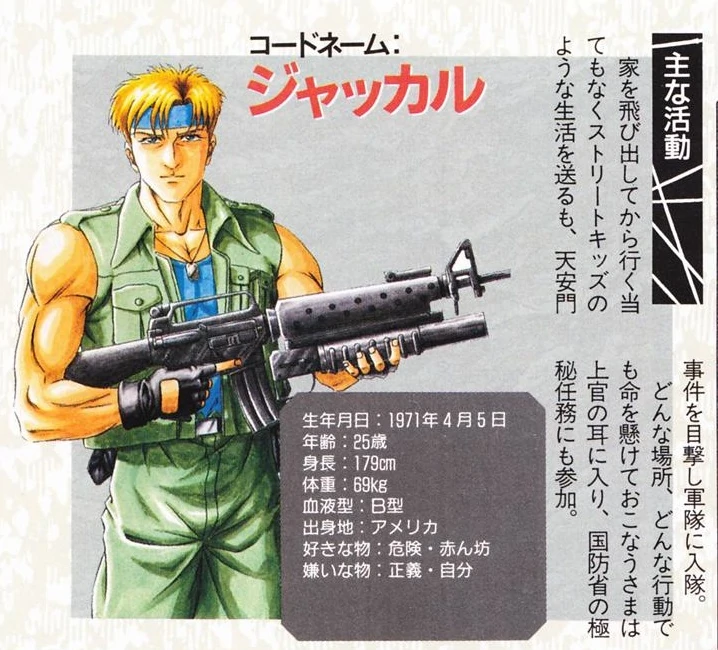 コードネーム:
ジャッカル
主な活動
家を飛び出してから行く当
てもなくストリートキッズの
ような生活を送るも、天安門
事件を目撃し軍隊に入隊。
どんな場所、どんな行動で
も命を懸けておこなうさまは
上官の耳に入り、国防省の極
秘任務にも参加。
生年月日：1971年4月5日
年齢：25歳
身長：179㎝
体重：69kg
血液型：B型
出身地：アメリカ
好きな物：危険・赤ん坊
嫌いな物：正義・自分